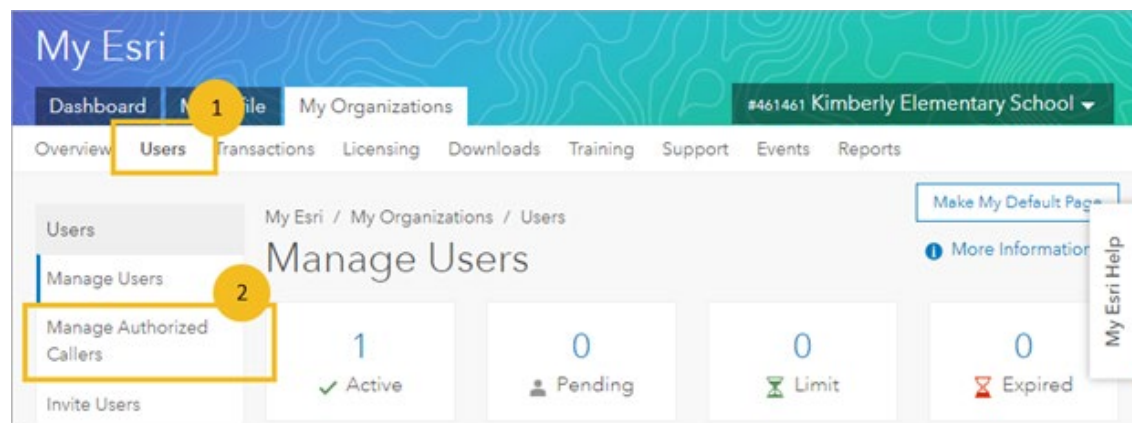 My Esri
Dashboard M 1 file My Organizations
#461461 Kimberly Elementary School
Overview Users Transactions Licensing Downloads Training Support Events Reports
Make My Default Page
Users
My Esri / My Organizations / Users
Manage Users
More Information
My Esri Help
Manage Users
2
Manage Authorized
Callers
Invite Users
1
Active
0
Pending
0
Limit
0
Expired